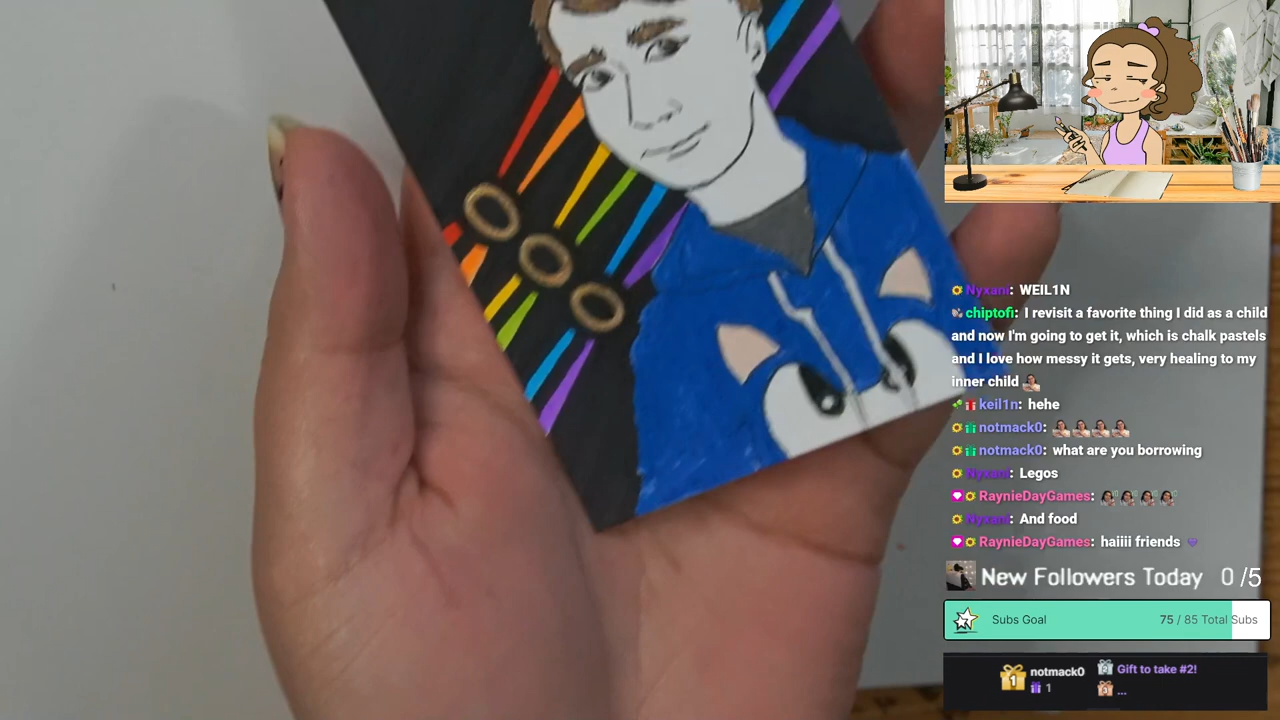 Nyxani: WEIL1N
chiptofi: I revisit a favorite thing I did as a child
and now I'm going to get it, which is chalk pastels
and I love how messy it gets, very healing to my
inner child
keil1n: hehe
notmack0:
notmack0: what are you borrowing
Nyxani: Legos
RaynieDayGames:
Nyxani: And food
RaynieDayGames: haiiii friends
New Followers Today 0 /5
Subs Goal 75 / 85 Total Subs
1 notmack0 1
2 Gift to take #2!
3 ...